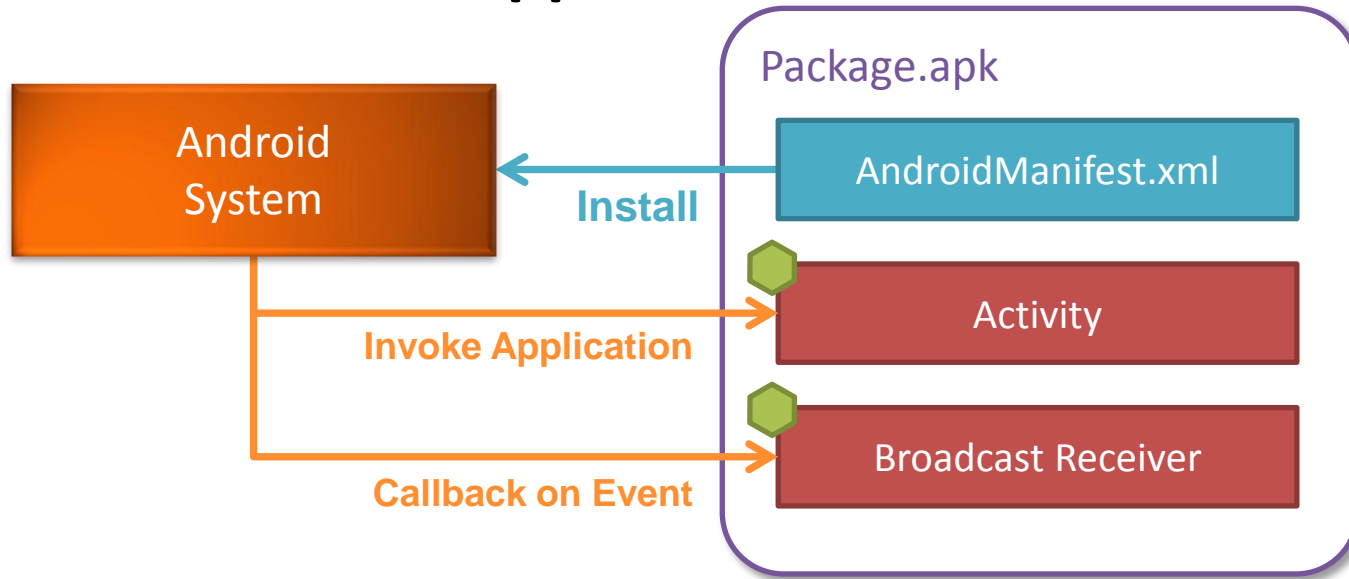 Package.apk
Android
System
AndroidManifest.xml
Install
Activity
Invoke Application
Broadcast Receiver
Callback on Event